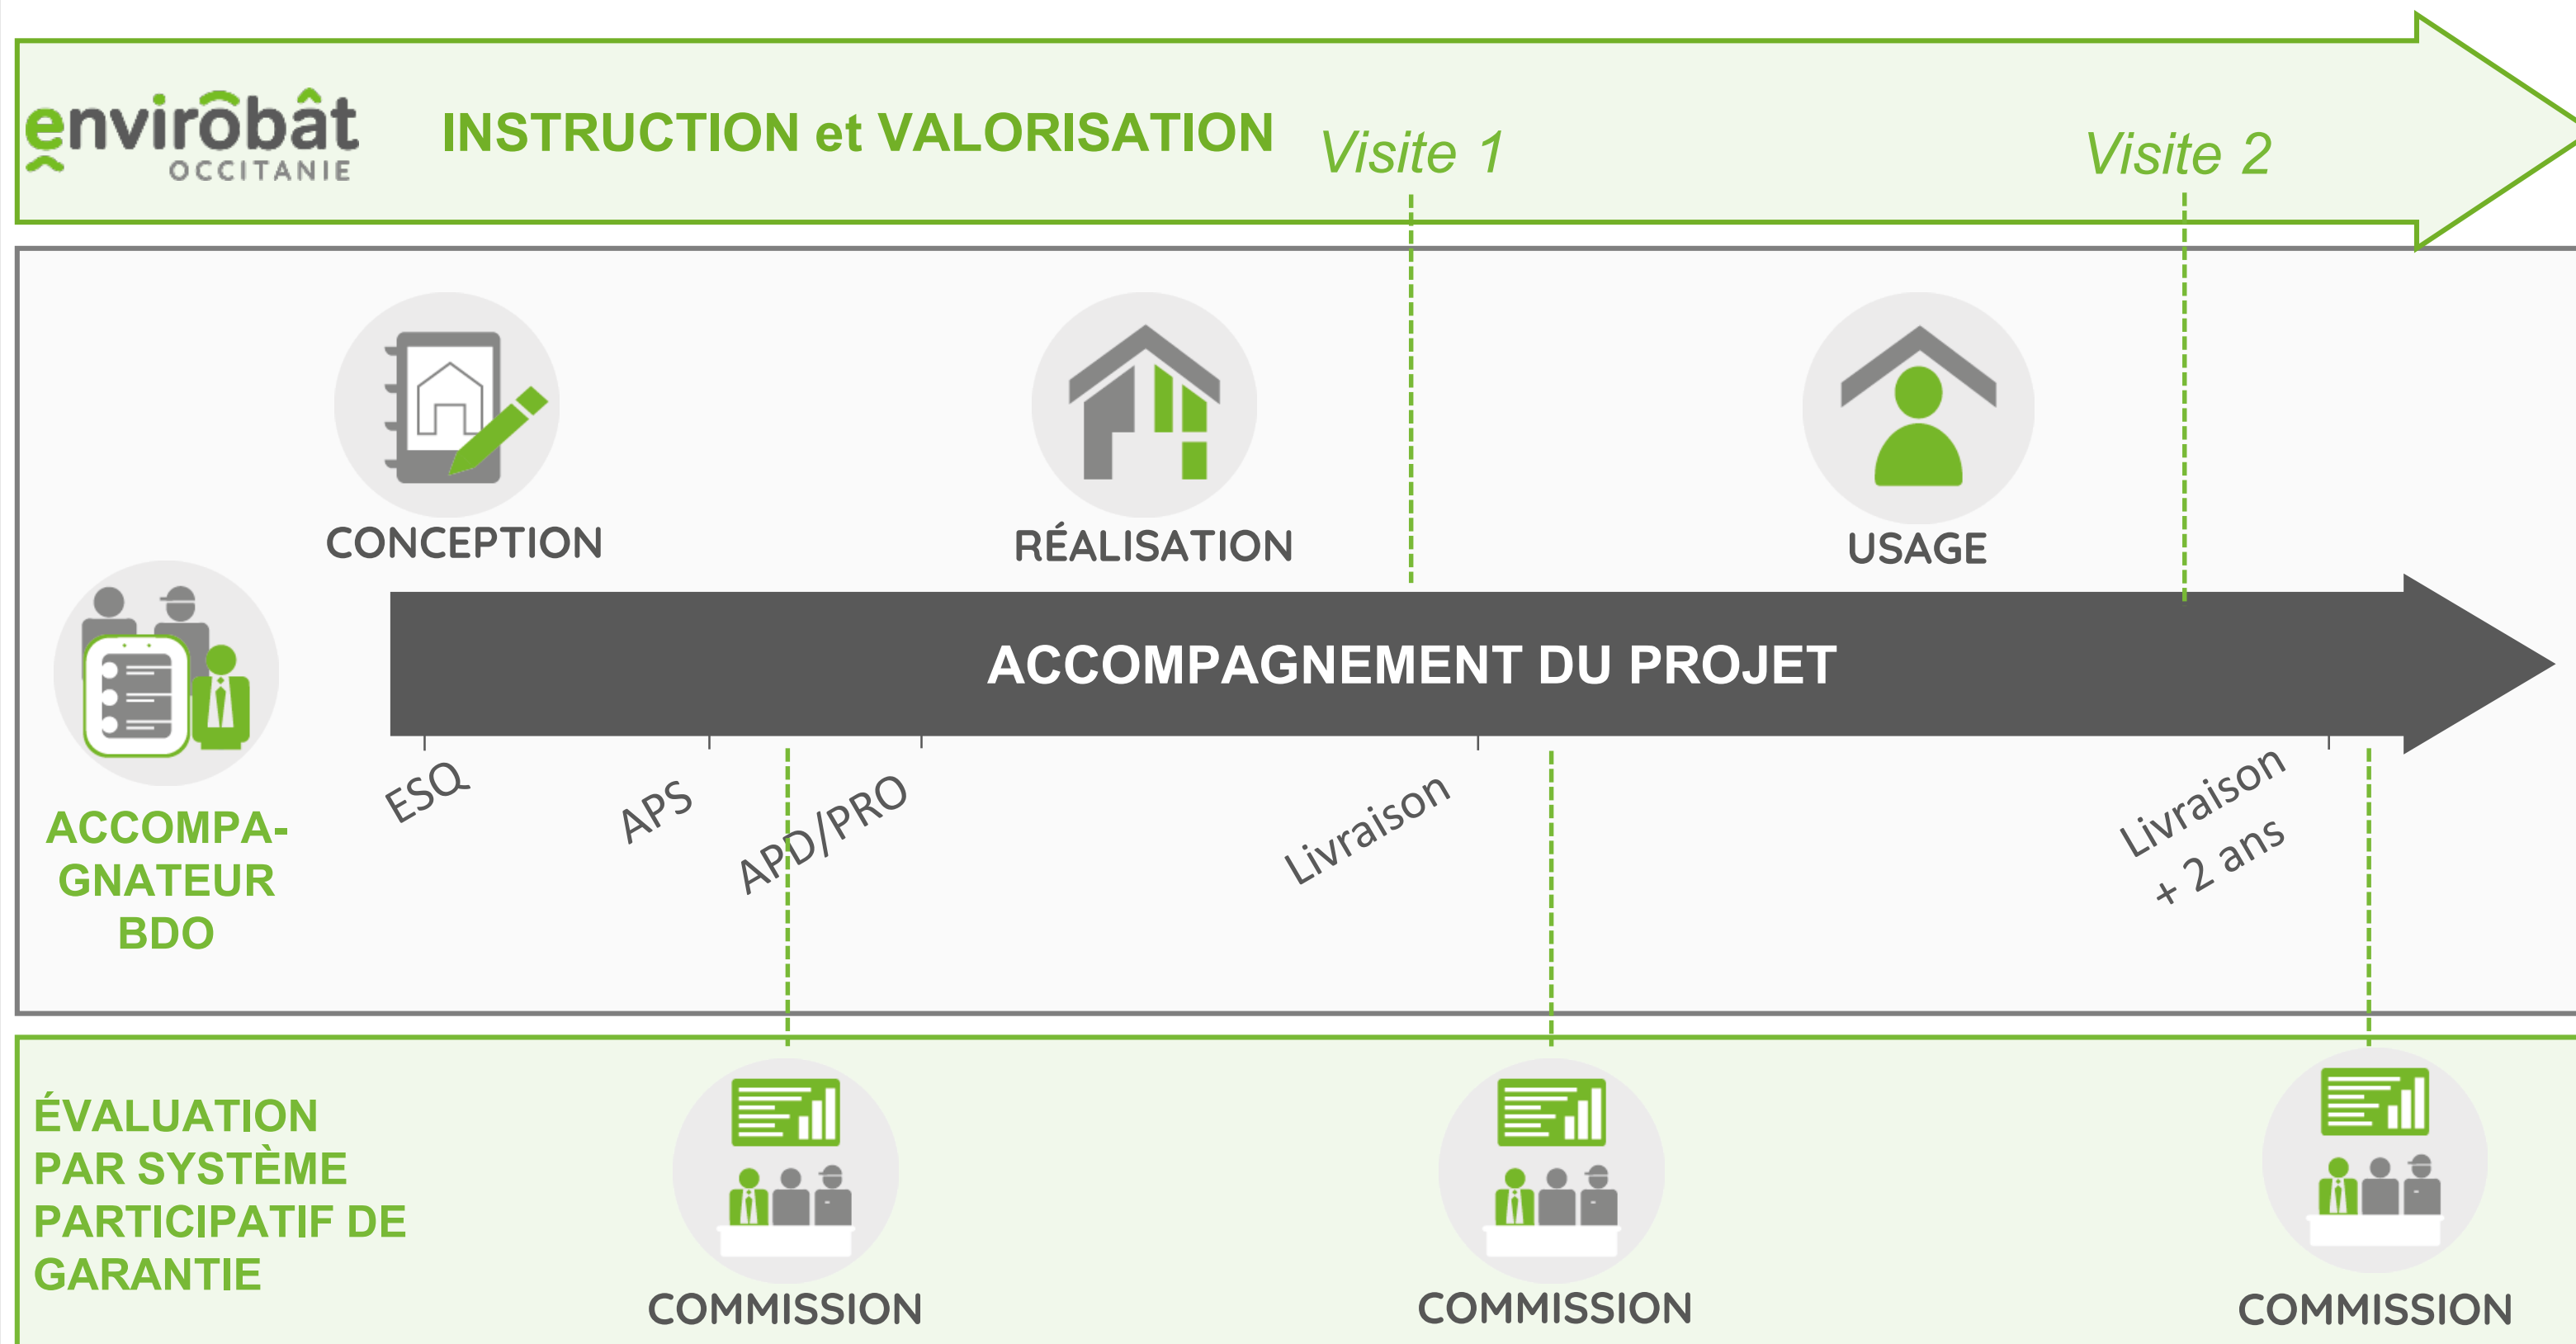 envirobât
OCCITANIE
INSTRUCTION et VALORISATION
Visite 1
Visite 2
CONCEPTION
RÉALISATION
USAGE
ACCOMPAGNEMENT DU PROJET
ACCOMPA-
GNATEUR
BDO
ESQ
APS
APD/PRO
Livraison
Livraison
+ 2 ans
ÉVALUATION
PAR SYSTÈME
PARTICIPATIF DE
GARANTIE
COMMISSION
COMMISSION
COMMISSION